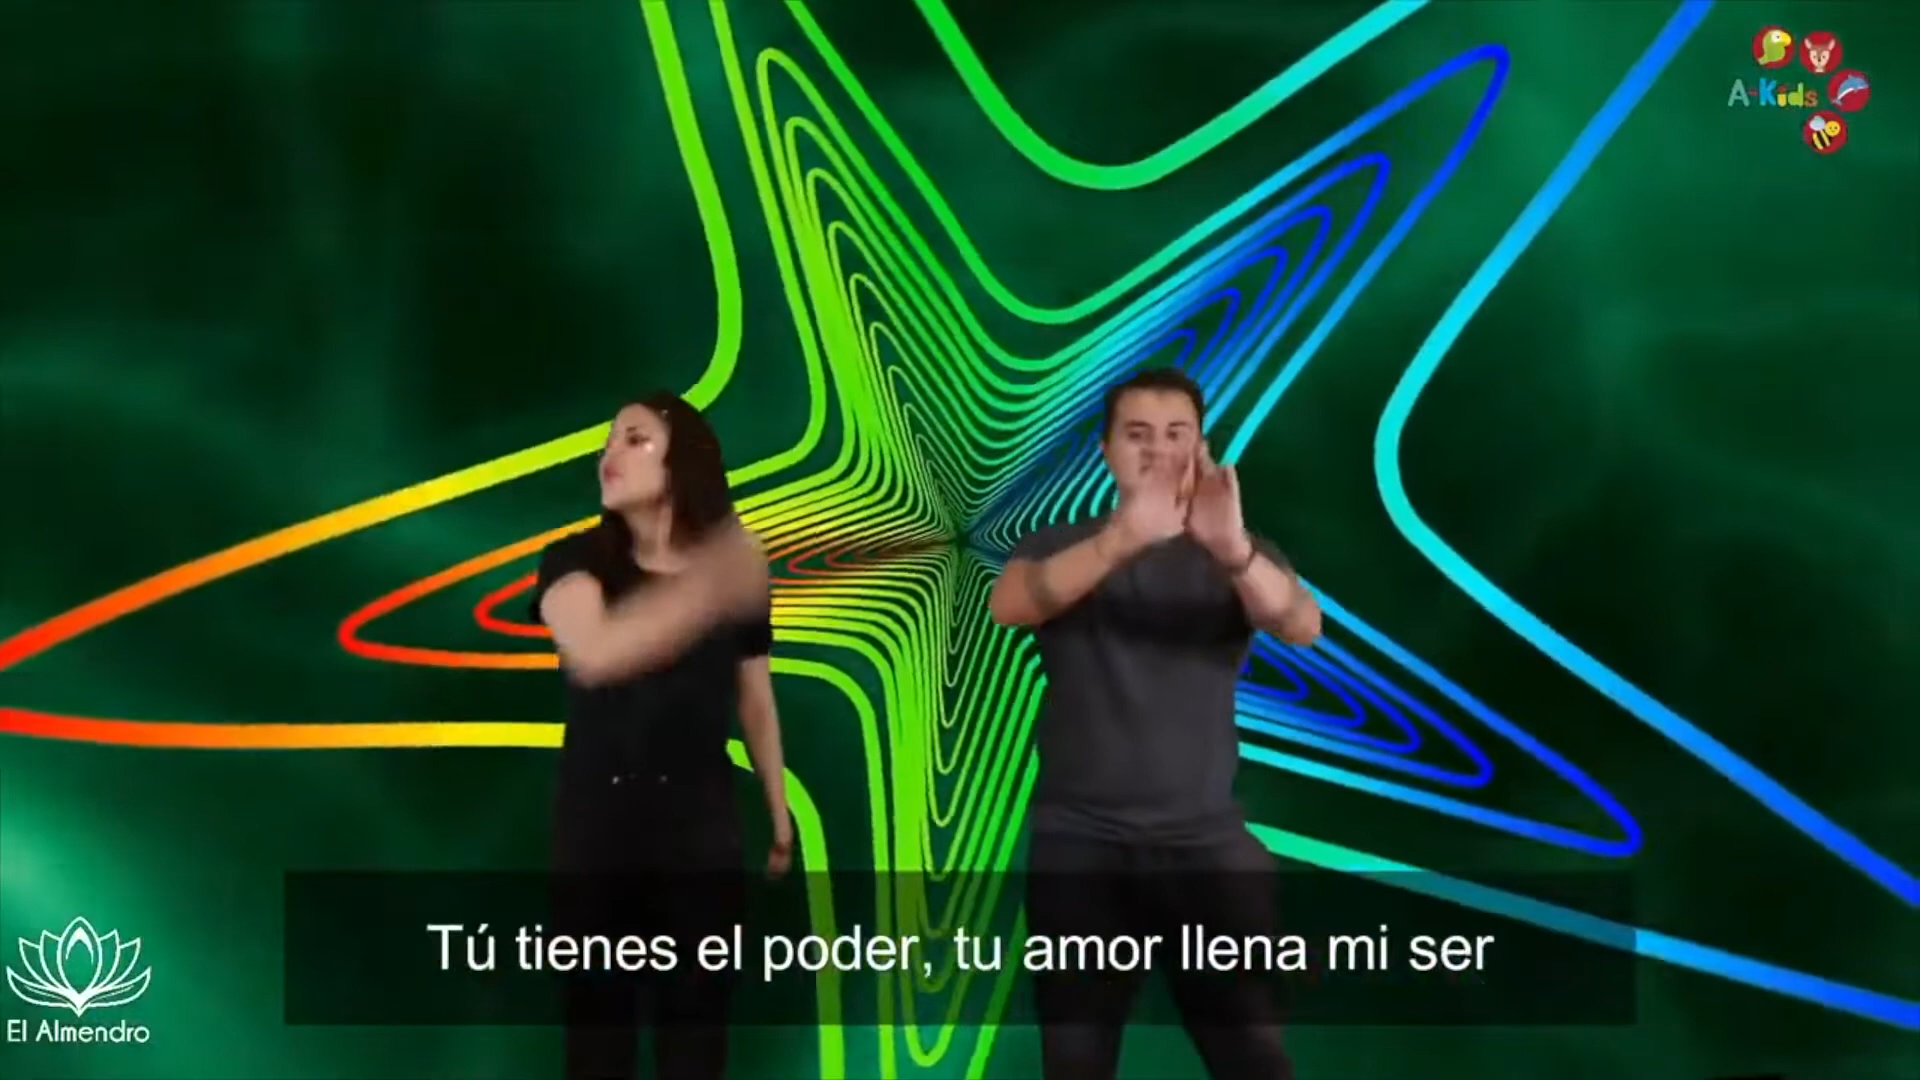 A-Kids
Tú tienes el poder, tu amor llena mi ser
El Almendro